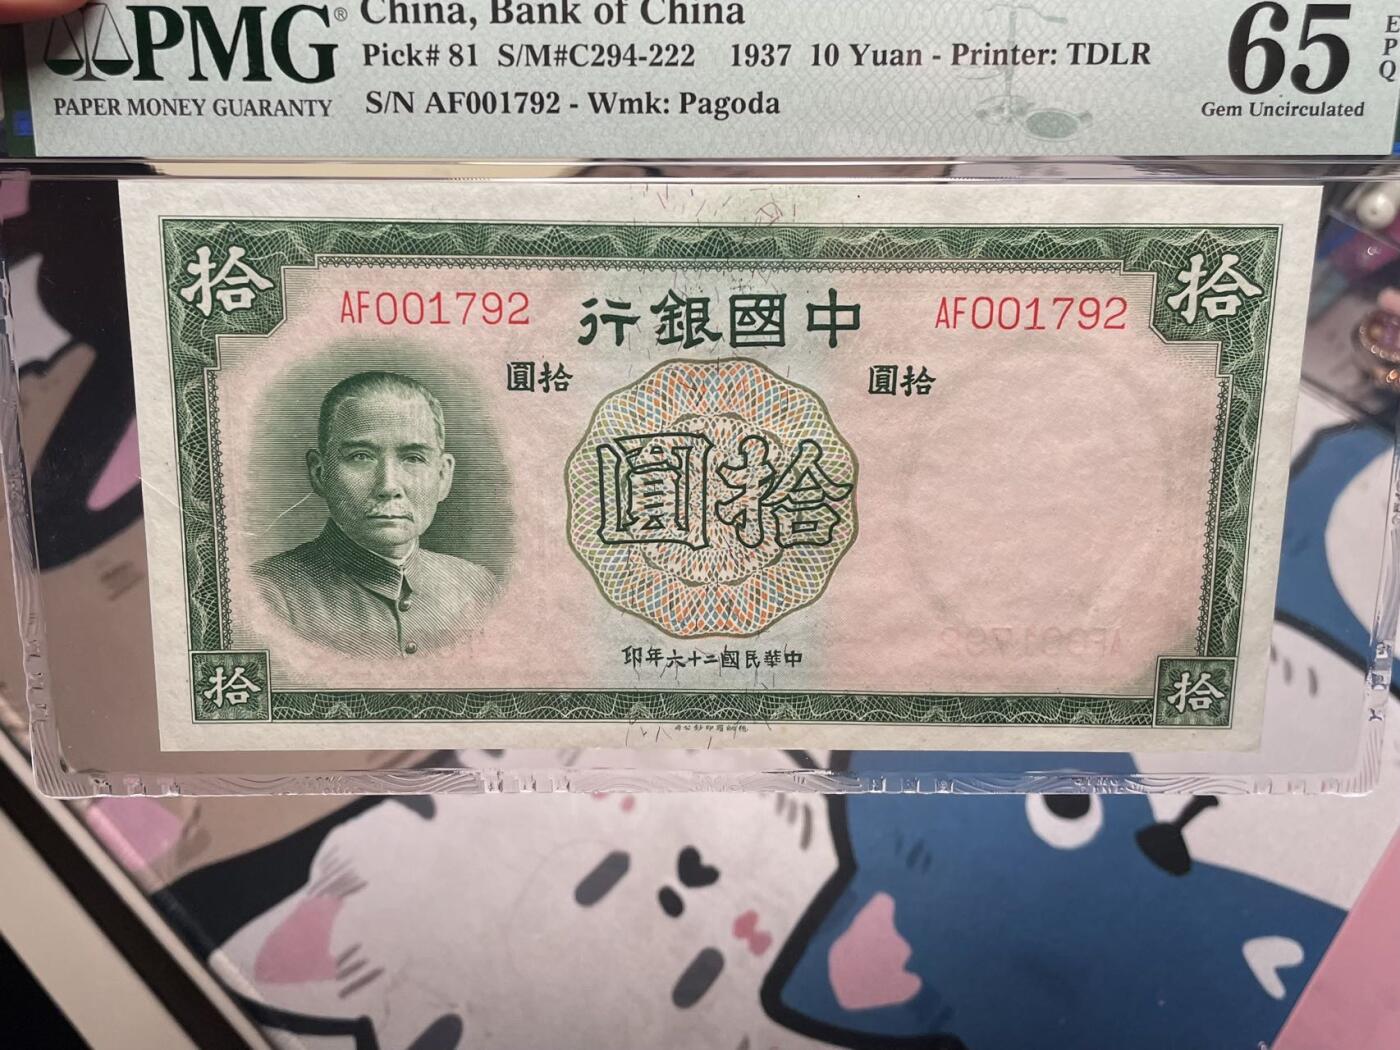 PMG®
PAPER MONEY GUARANTY
China, Bank of China
Pick# 81 S/M#C294-222 1937 10 Yuan - Printer: TDLR
S/N AF001792 - Wmk: Pagoda
65 EPQ
Gem Uncirculated
拾
拾
AF001792
行銀國中
AF001792
圓拾
圓拾
圓拾
印年六十二國民華中
拾
拾